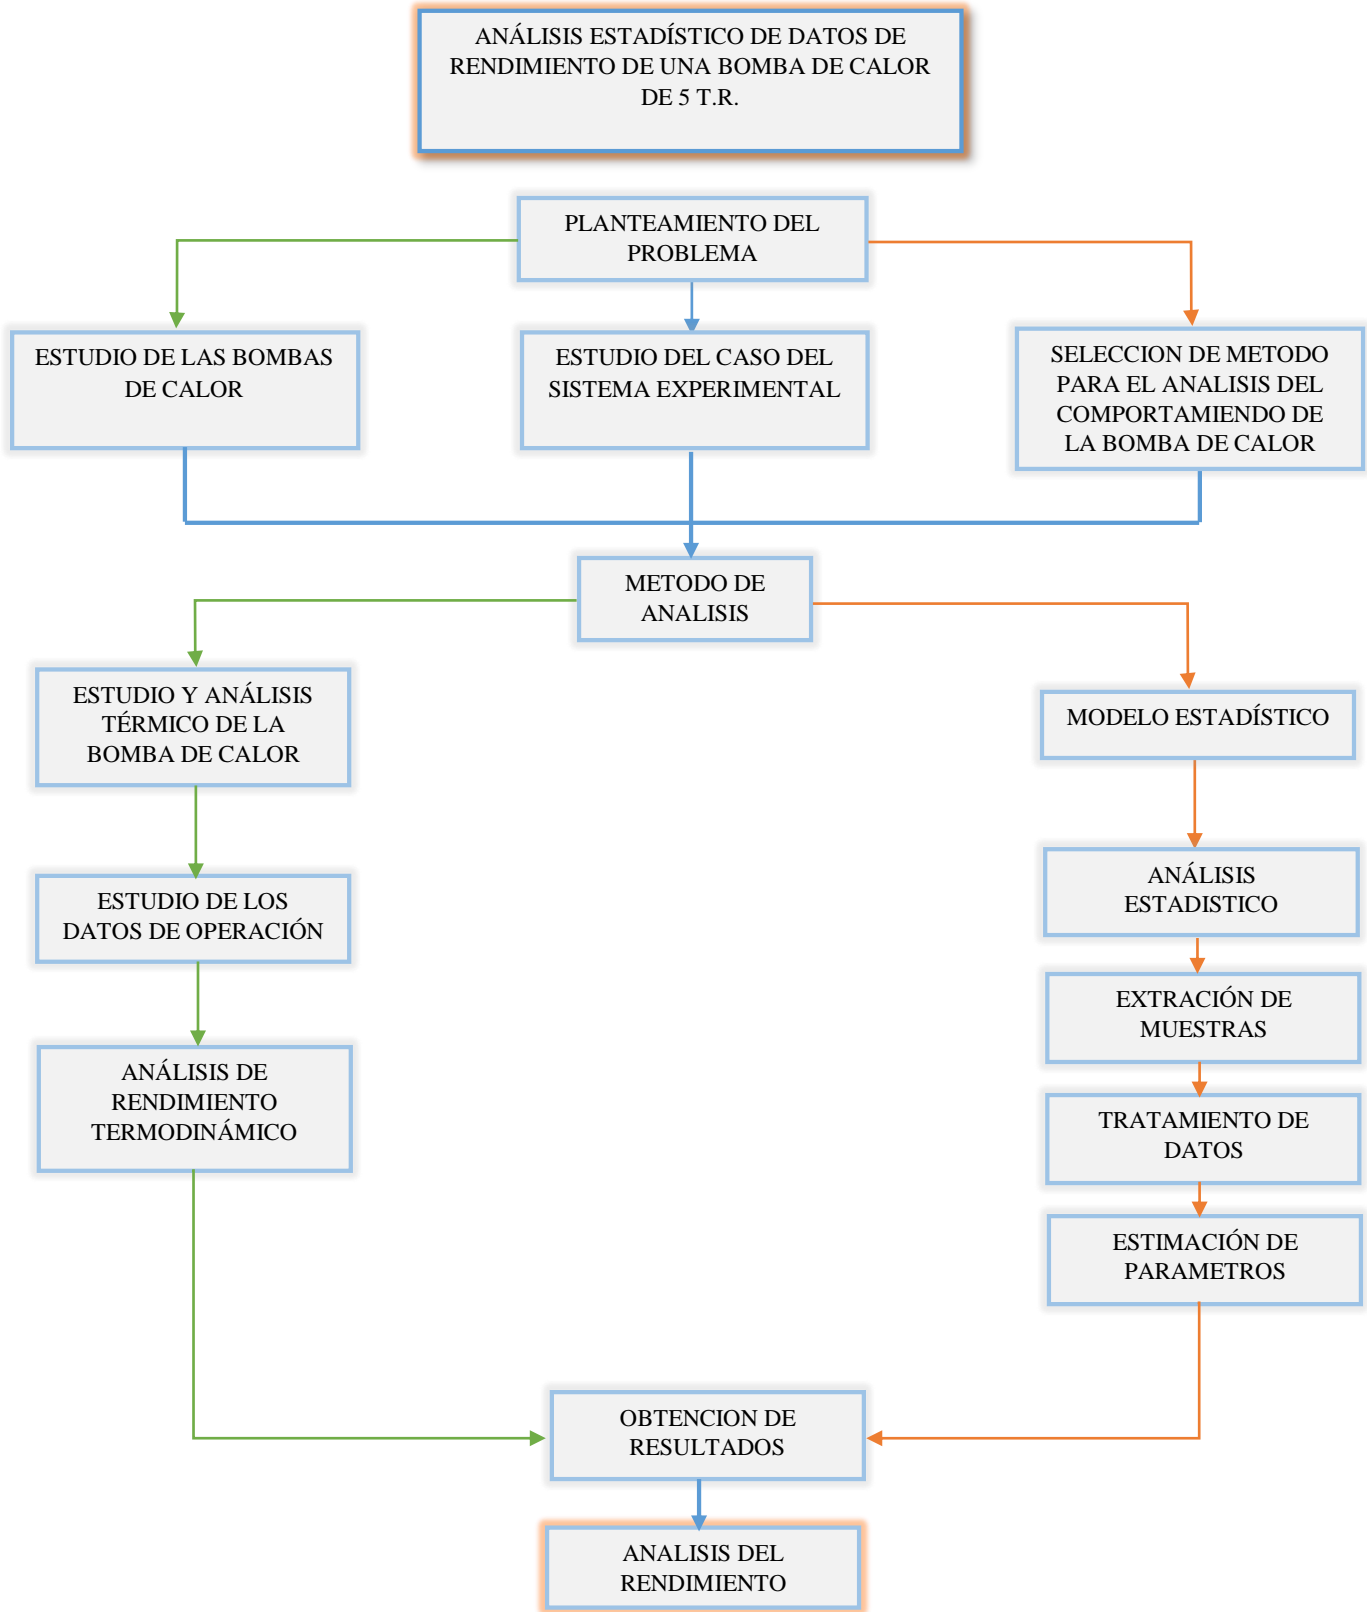 ANÁLISIS ESTADÍSTICO DE DATOS DE
RENDIMIENTO DE UNA BOMBA DE CALOR
DE 5 T.R.
PLANTEAMIENTO DEL
PROBLEMA
ESTUDIO DE LAS BOMBAS
DE CALOR
ESTUDIO DEL CASO DEL
SISTEMA EXPERIMENTAL
SELECCION DE METODO
PARA EL ANALISIS DEL
COMPORTAMIENDO DE
LA BOMBA DE CALOR
METODO DE
ANALISIS
ESTUDIO Y ANÁLISIS
TÉRMICO DE LA
BOMBA DE CALOR
MODELO ESTADÍSTICO
ESTUDIO DE LOS
DATOS DE OPERACIÓN
ANÁLISIS
ESTADISTICO
EXTRACIÓN DE
MUESTRAS
ANÁLISIS DE
RENDIMIENTO
TERMODINÁMICO
TRATAMIENTO DE
DATOS
ESTIMACIÓN DE
PARAMETROS
OBTENCION DE
RESULTADOS
ANALISIS DEL
RENDIMIENTO